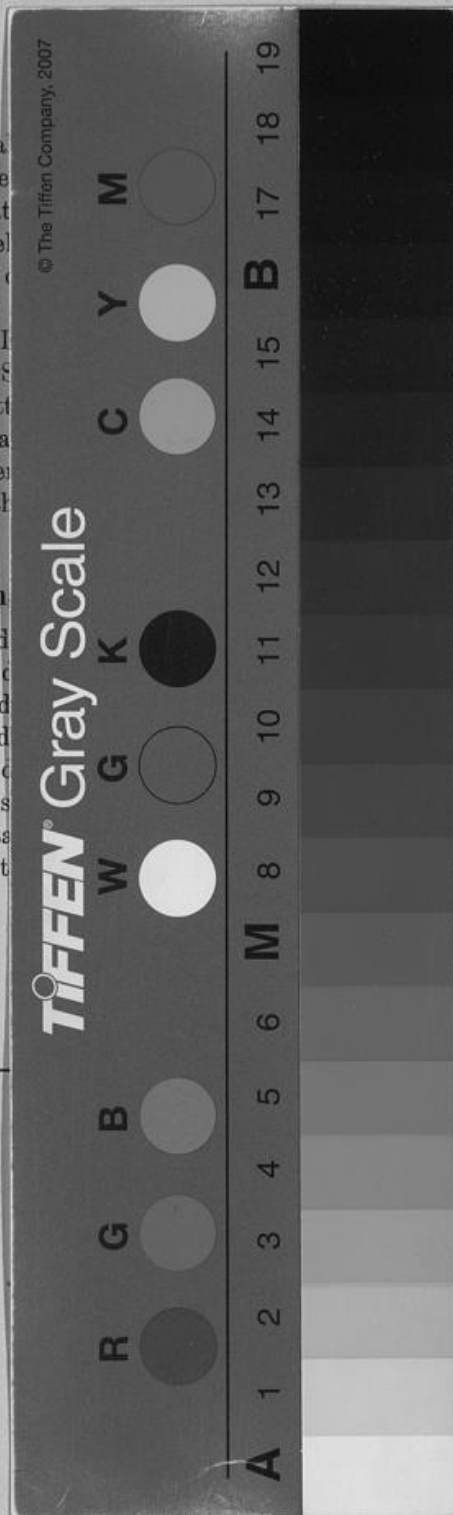 © The Tiffen Company, 2007
TIFFEN® Gray Scale
R G B W G K C Y M
A 1 2 3 4 5 6 M 8 9 10 11 12 13 14 15 B 17 18 19